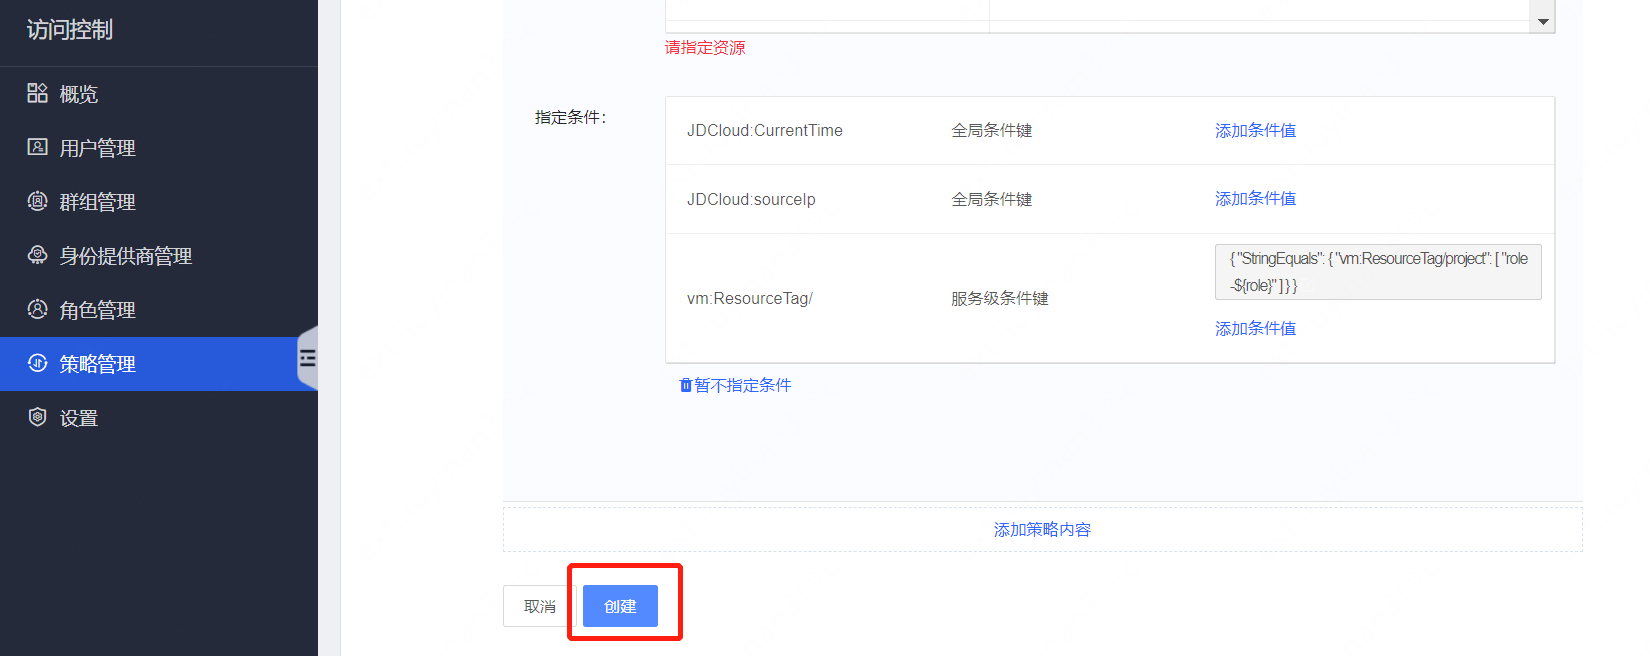 访问控制
概览
用户管理
群组管理
身份提供商管理
角色管理
策略管理
设置
请指定资源
指定条件：
JDCloud:CurrentTime 全局条件键 添加条件值
JDCloud:sourceIp 全局条件键 添加条件值
vm:ResourceTag/ 服务级条件键
{ "StringEquals": { "vm:ResourceTag/project": [ "role
-${role}" ] } }
添加条件值
暂不指定条件
添加策略内容
取消 创建